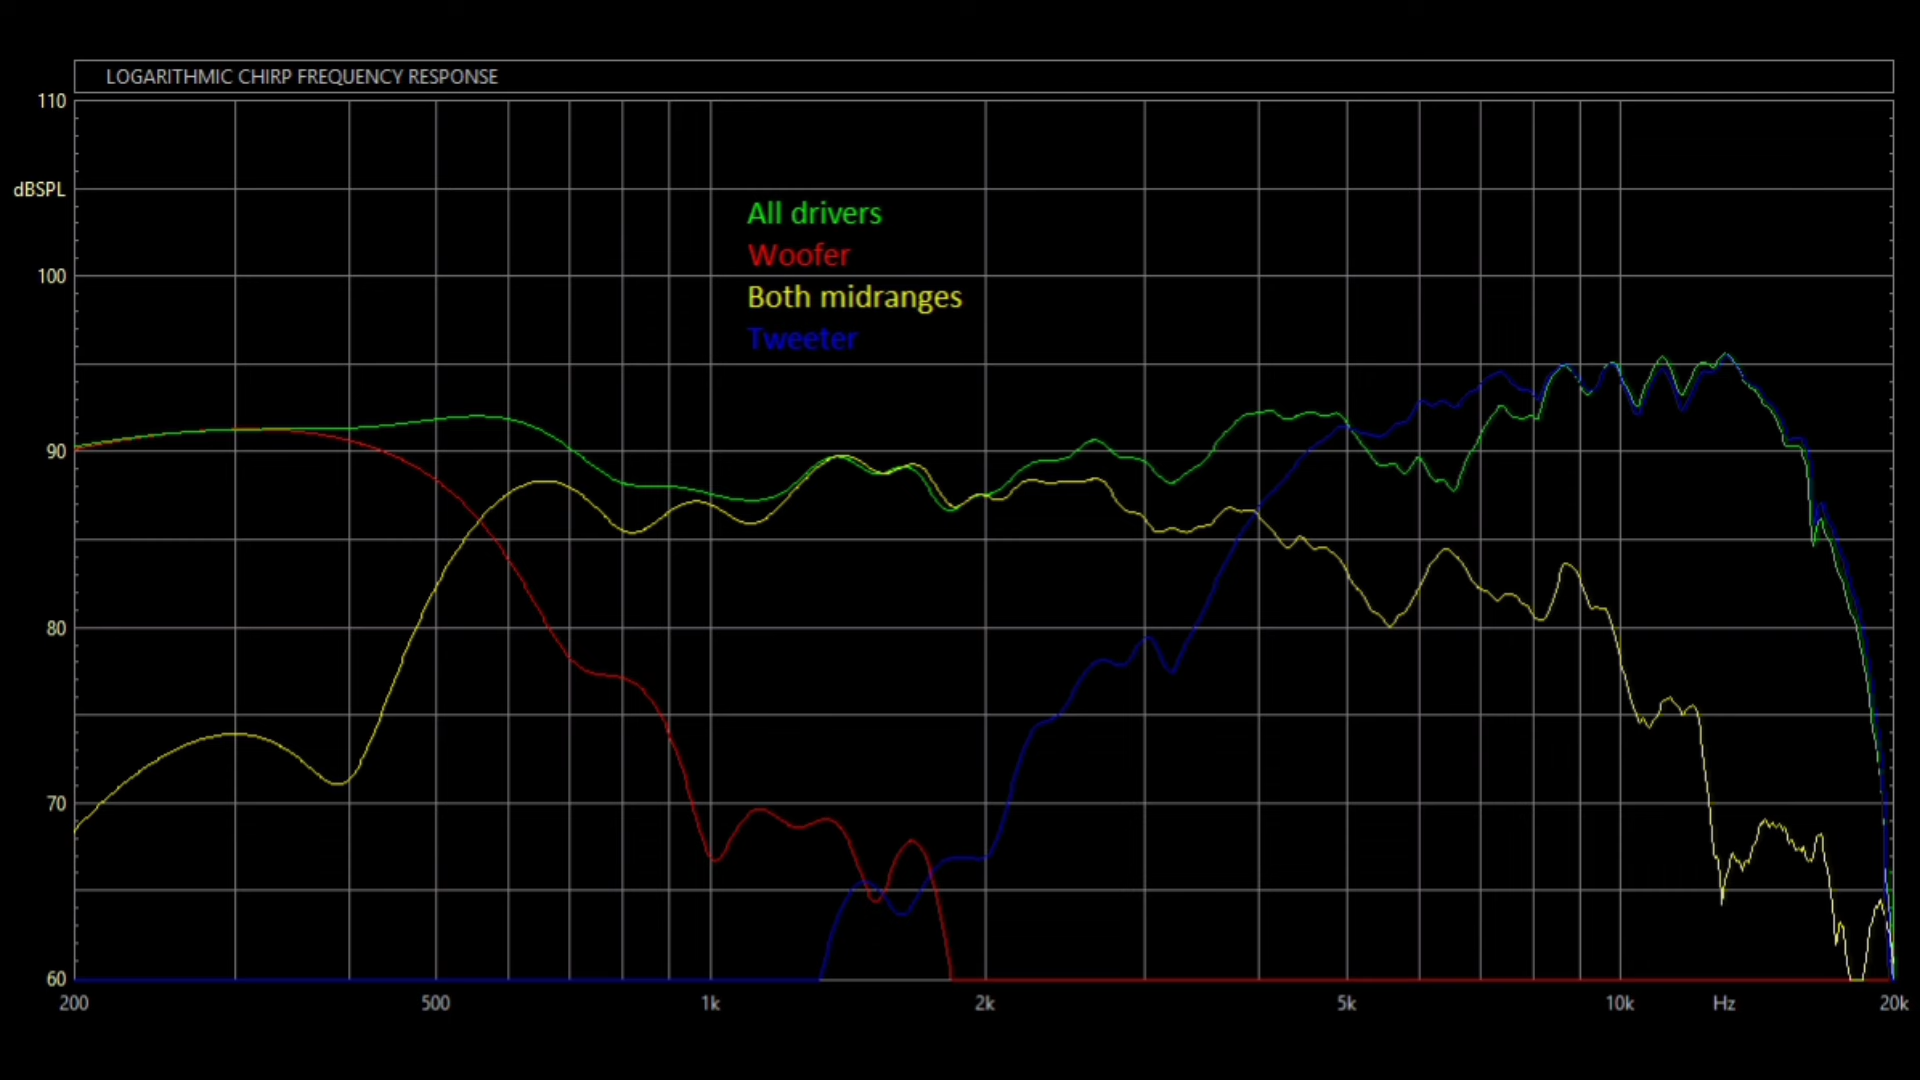 LOGARITHMIC CHIRP FREQUENCY RESPONSE
110
dBSPL
All drivers
Woofer
100
Both midranges
Tweeter
90
80
70
60
200 500 1k 2k 5k 10k Hz 20k